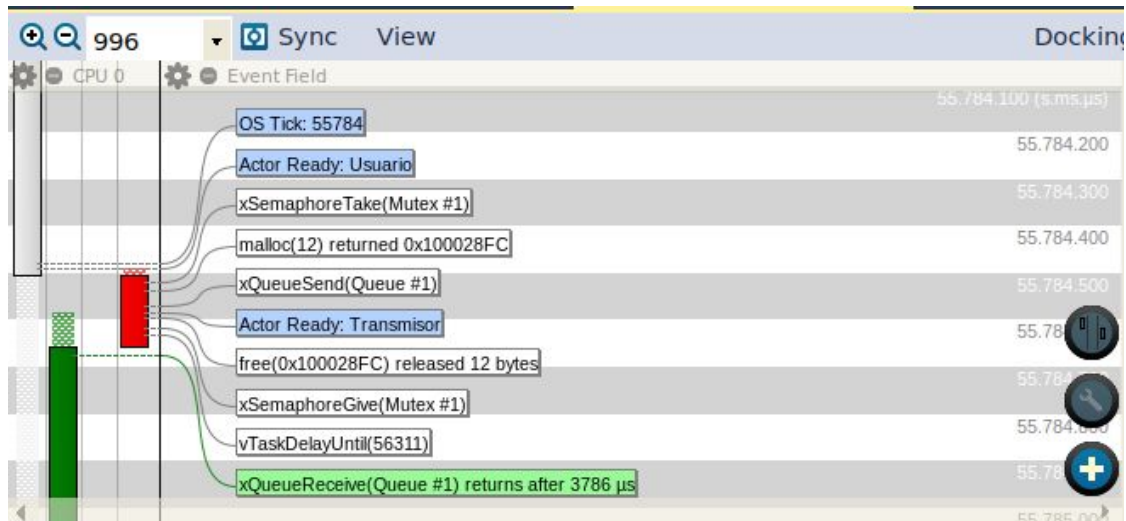 996 Sync View Docking
CPU 0 Event Field
55.784.100 (s.ms.µs)
OS Tick: 55784
55.784.200
Actor Ready: Usuario
55.784.300
xSemaphoreTake(Mutex #1)
malloc(12) returned 0x100028FC
55.784.400
xQueueSend(Queue #1)
55.784.500
Actor Ready: Transmisor
free(0x100028FC) released 12 bytes
xSemaphoreGive(Mutex #1)
vTaskDelayUntil(56311)
xQueueReceive(Queue #1) returns after 3786 µs
55.785.000